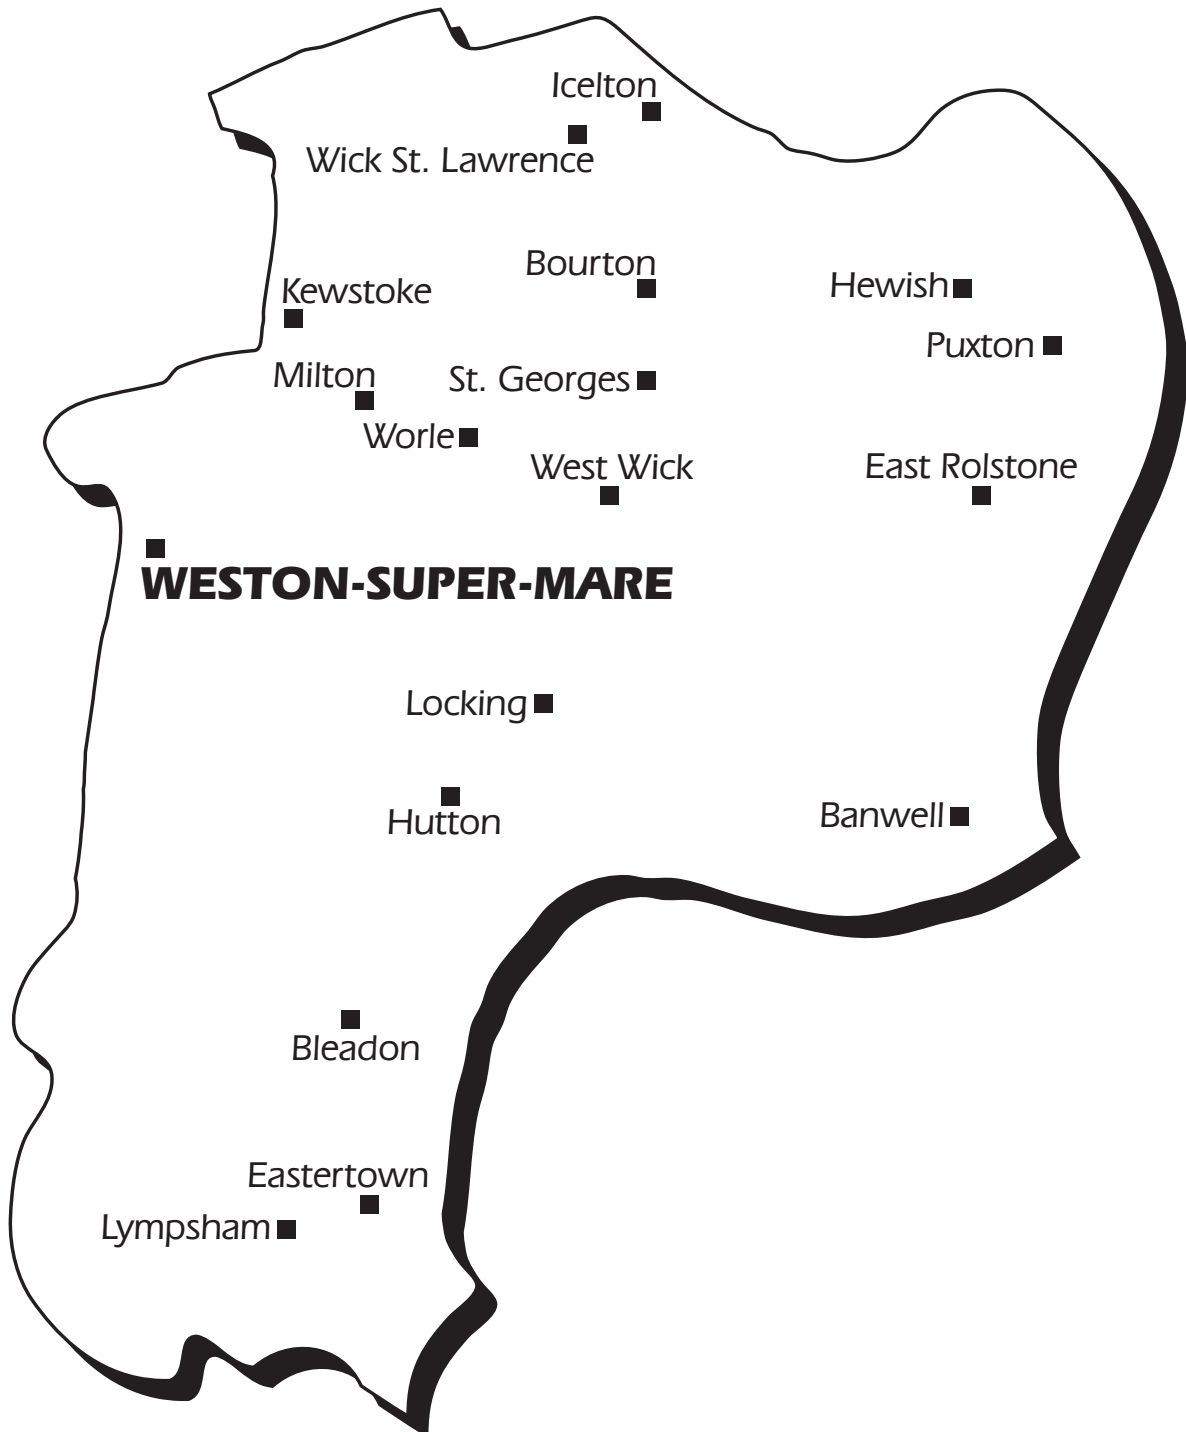 Icelton
Wick St. Lawrence
Bourton
Hewish
Kewstoke
Puxton
Milton
St. Georges
Worle
West Wick
East Rolstone
WESTON-SUPER-MARE
Locking
Hutton
Banwell
Bleadon
Eastertown
Lympsham